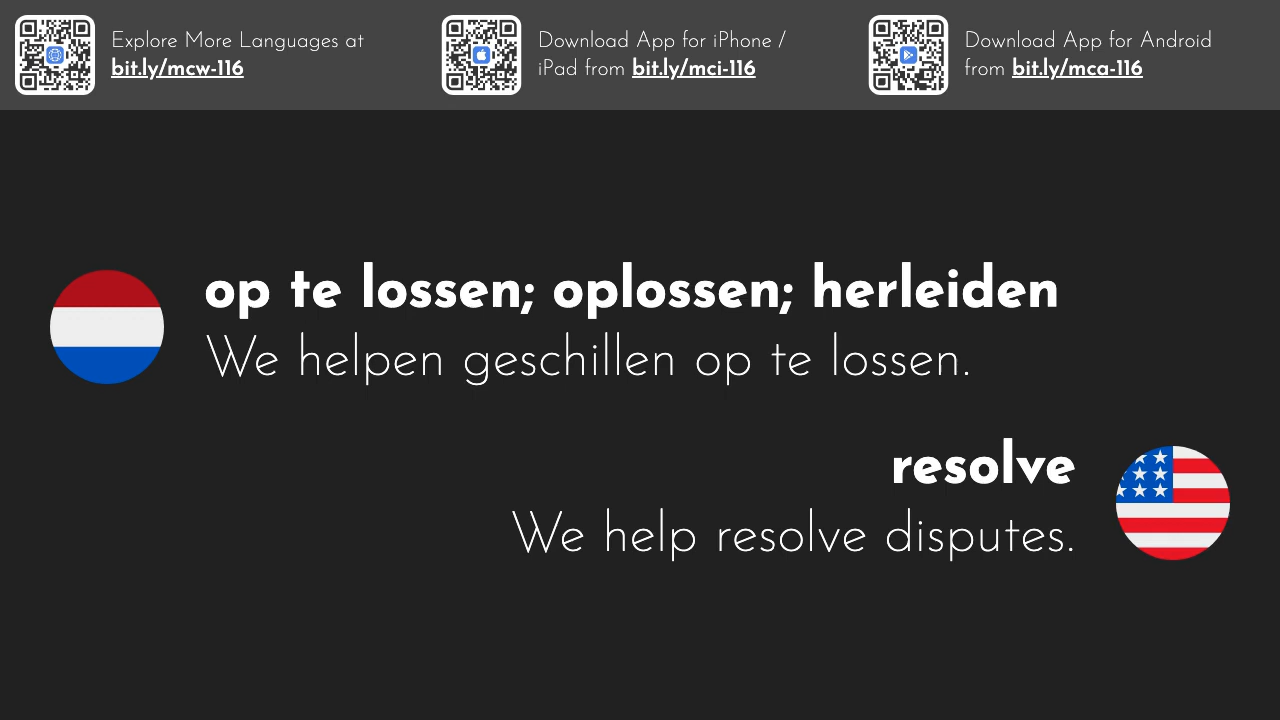 Explore More Languages at
bit.ly/mcw-116
Download App for iPhone /
iPad from bit.ly/mci-116
Download App for Android
from bit.ly/mca-116
op te lossen; oplossen; herleiden
We helpen geschillen op te lossen.
resolve
We help resolve disputes.